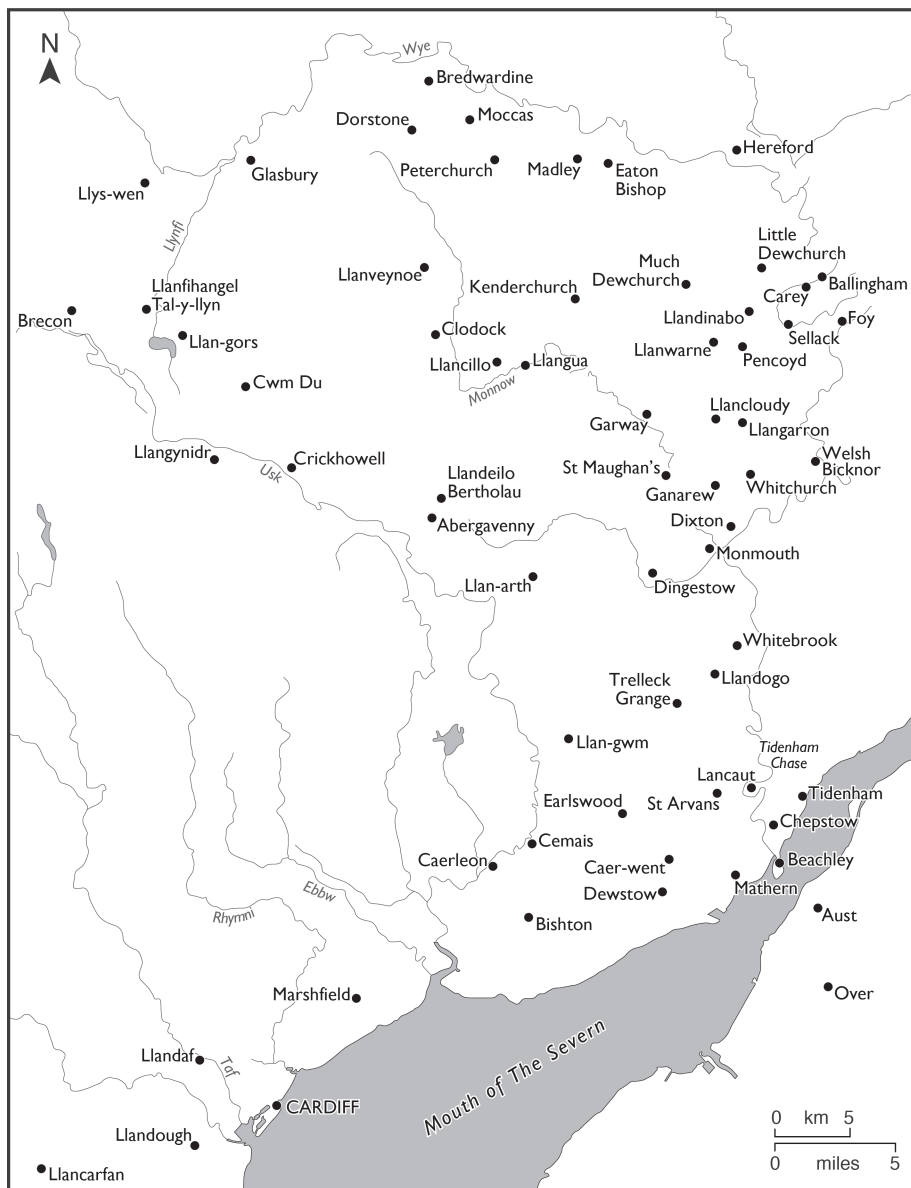 N
Wye
Bredwardine
Moccas
Dorstone
Hereford
Glasbury
Peterchurch
Madley
Eaton
Bishop
Llys-wen
Llynfi
Little
Dewchurch
Llanveynoe
Much
Dewchurch
Ballingham
Carey
Kenderchurch
Llanfihangel
Tal-y-llyn
Brecon
Llandinabo
Foy
Sellack
Clodock
Llan-gors
Llanwarne
Pencoyd
Llancillo
Llangua
Monnow
Cwm Du
Llancloudy
Garway
Llangarron
Llangynidr
Crickhowell
Usk
Welsh
Bicknor
St Maughan's
Whitchurch
Ganarew
Llandeilo
Bertholau
Abergavenny
Dixton
Monmouth
Llan-arth
Dingestow
Whitebrook
Llandogo
Trelleck
Grange
Llan-gwm
Tidenham
Chase
Lancaut
Tidenham
St Arvans
Earlswood
Chepstow
Cemais
Caerleon
Beachley
Caer-went
Mathern
Dewstow
Ebbw
Rhymni
Aust
Bishton
Marshfield
Over
Mouth of The Severn
Llandaf
Taf
CARDIFF
0 km 5
Llandough
0 miles 5
Llancarfan